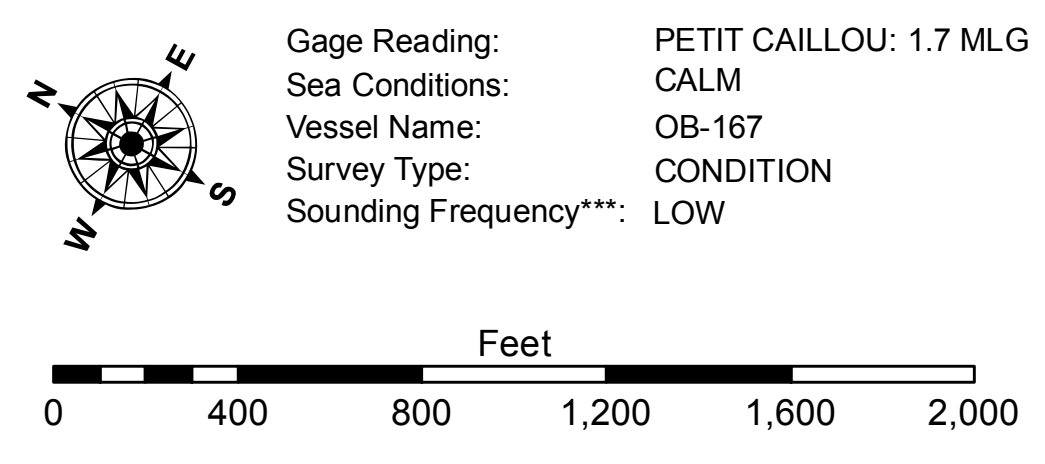 E
N
S
W
Gage Reading: PETIT CAILLOU: 1.7 MLG
Sea Conditions: CALM
Vessel Name: OB-167
Survey Type: CONDITION
Sounding Frequency***: LOW
Feet
0 400 800 1,200 1,600 2,000